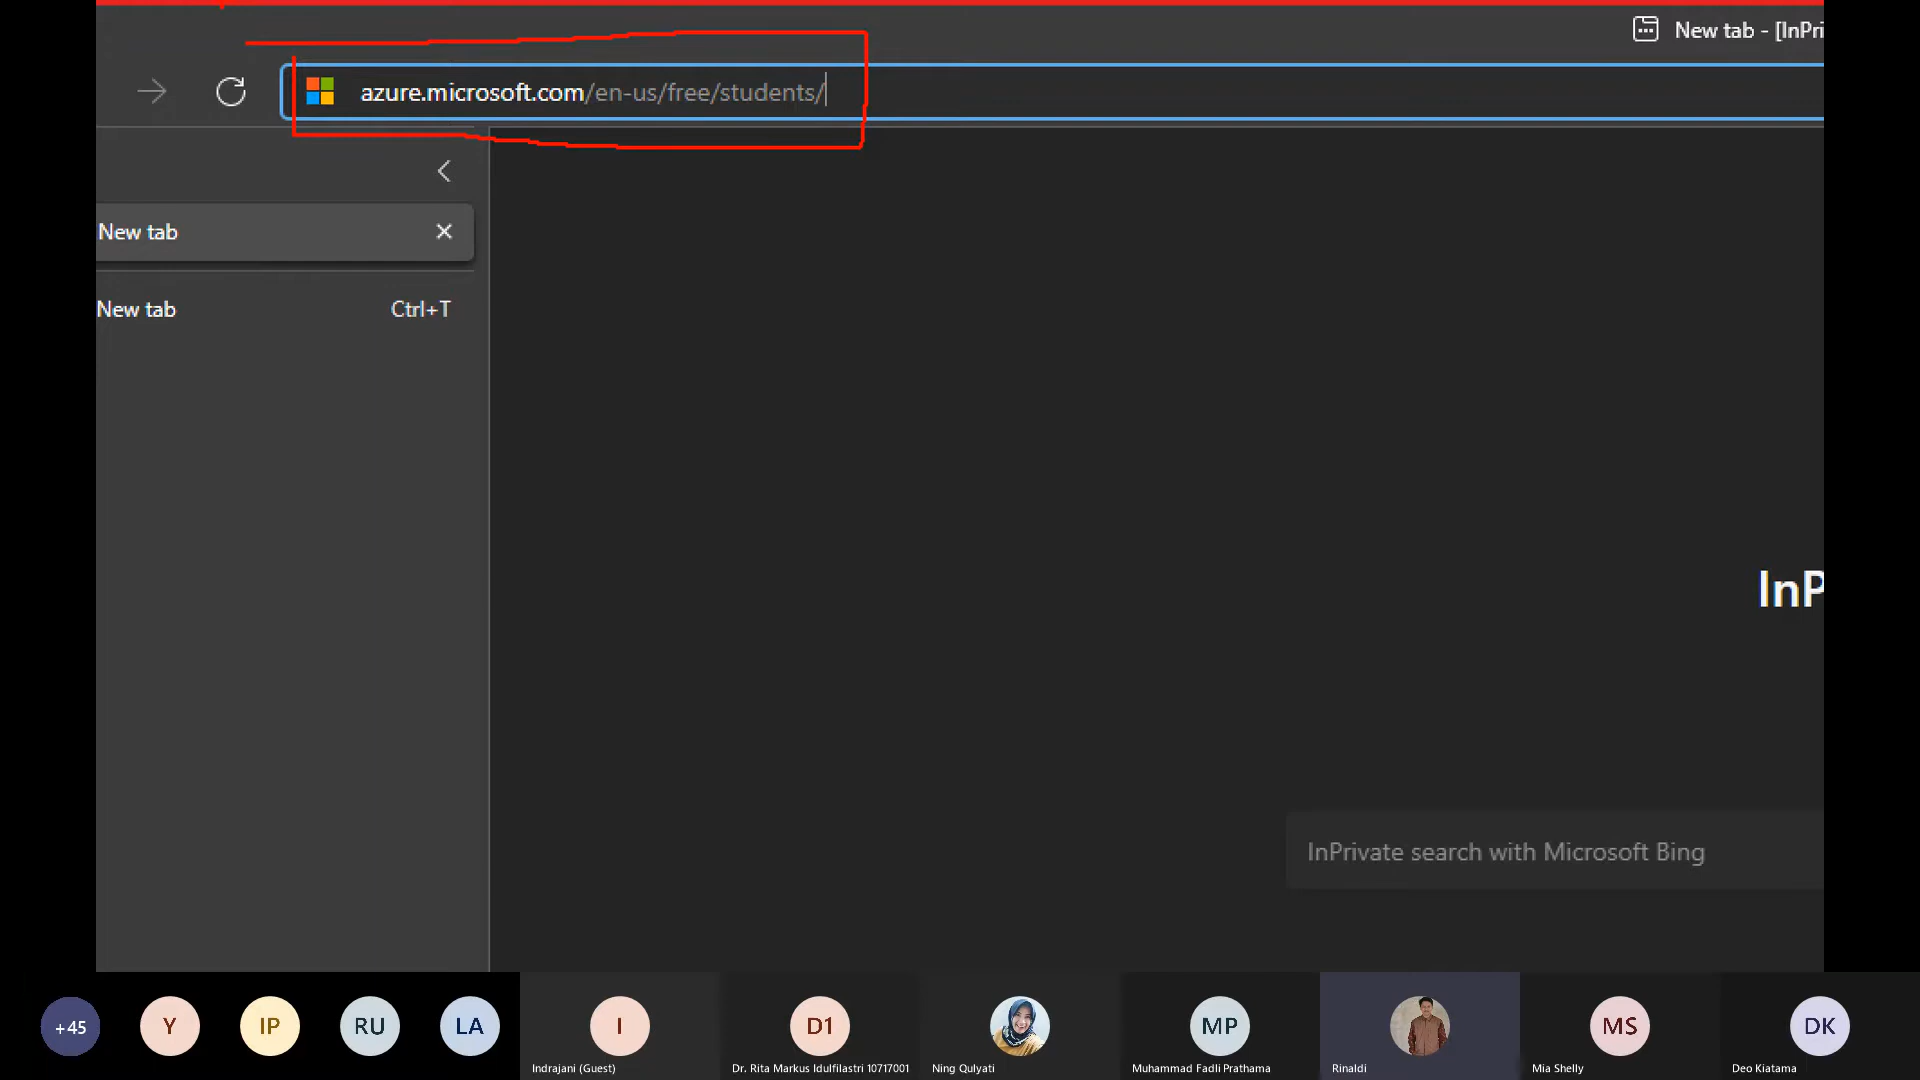 New tab - [InPri
azure.microsoft.com/en-us/free/students/
New tab
New tab Ctrl+T
InP
InPrivate search with Microsoft Bing
+45 Y IP RU LA I D1 MP MS DK
Indrajani (Guest) Dr. Rita Markus Idulfilastri 10717001 Ning Qulyati Muhammad Fadli Prathama Rinaldi Mia Shelly Deo Kiatama